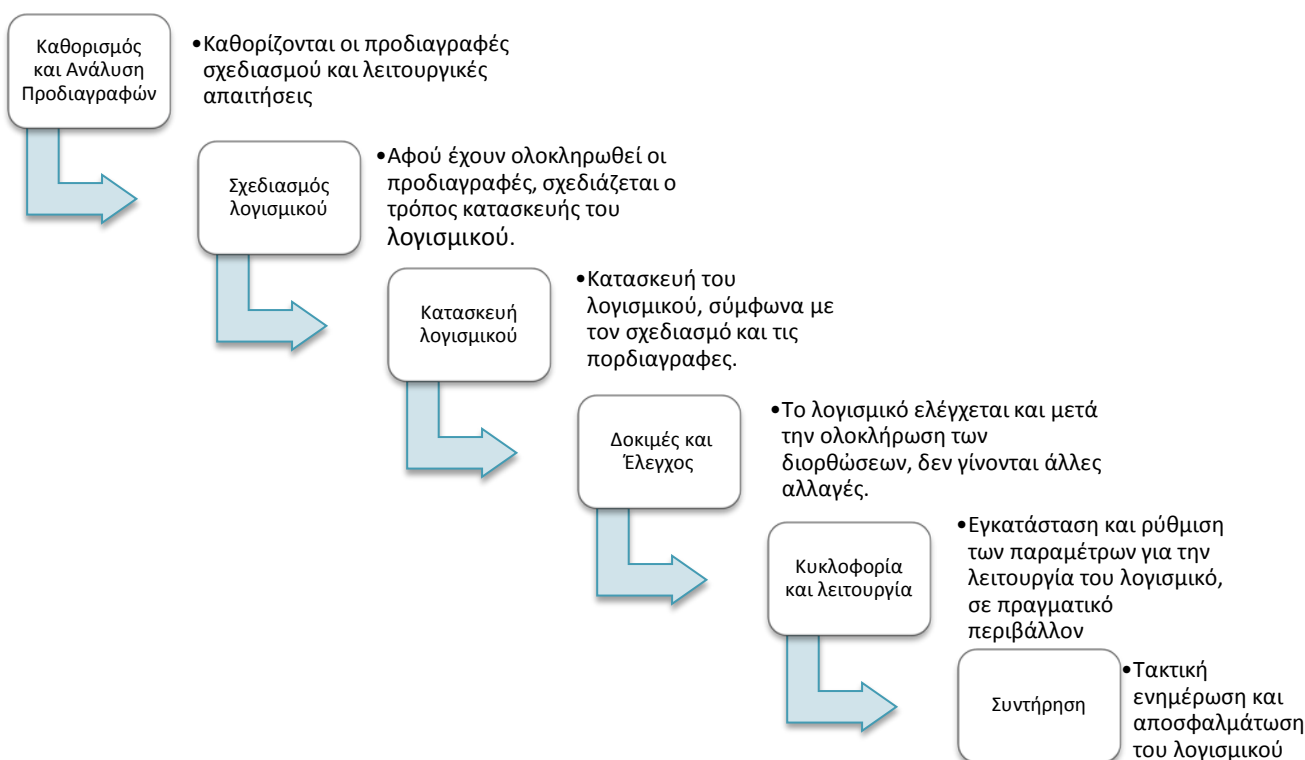 Καθορισμός
και Ανάλυση
Προδιαγραφών
•Καθορίζονται οι προδιαγραφές
σχεδιασμού και λειτουργικές
απαιτήσεις
Σχεδιασμός
λογισμικού
•Αφού έχουν ολοκληρωθεί οι
προδιαγραφές, σχεδιάζεται ο
τρόπος κατασκευής του
λογισμικού.
Κατασκευή
λογισμικού
•Κατασκευή του
λογισμικού, σύμφωνα με
τον σχεδιασμό και τις
πορδιαγραφες.
Δοκιμές και
Έλεγχος
•Το λογισμικό ελέγχεται και μετά
την ολοκλήρωση των
διορθώσεων, δεν γίνονται άλλες
αλλαγές.
Κυκλοφορία
και λειτουργία
•Εγκατάσταση και ρύθμιση
των παραμέτρων για την
λειτουργία του λογισμικό,
σε πραγματικό
περιβάλλον
Συντήρηση
•Τακτική
ενημέρωση και
αποσφαλμάτωση
του λογισμικού